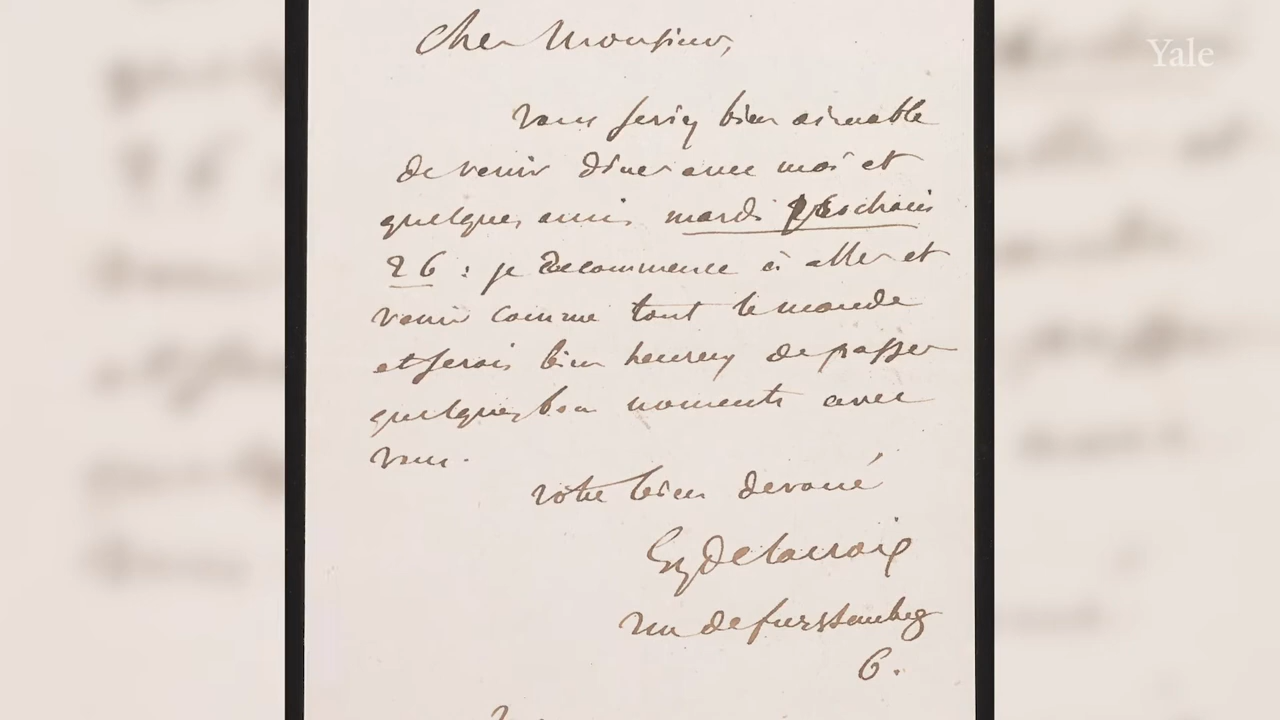 Yale
Cher Monsieur,
Vous seriez bien aimable
de venir diner avec moi et
quelques amis mardi prochain
26 : je recommence à aller et
venir comme tout le monde
et serais bien heureux de passer
quelques bons moments avec
vous.
votre bien dévoué
Eug Delacroix
rue de furstenberg
6.